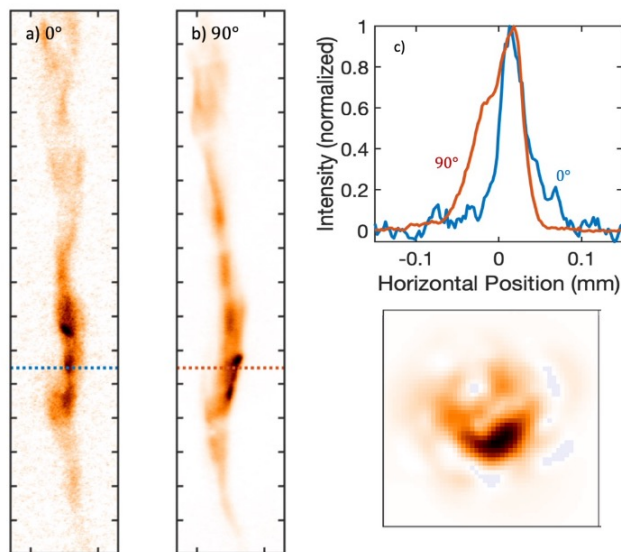 a) 0°
b) 90°
c)
Intensity (normalized)
1
0.8
0.6
0.4
0.2
0
90°
0°
-0.1
0
0.1
Horizontal Position (mm)